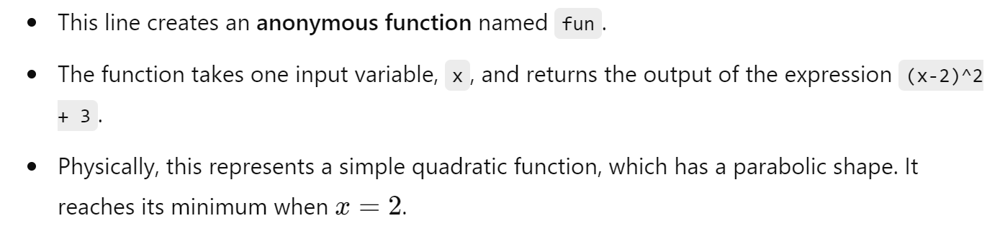 • This line creates an anonymous function named fun.
• The function takes one input variable, x, and returns the output of the expression (x-2)^2
+ 3.
• Physically, this represents a simple quadratic function, which has a parabolic shape. It
reaches its minimum when x = 2.